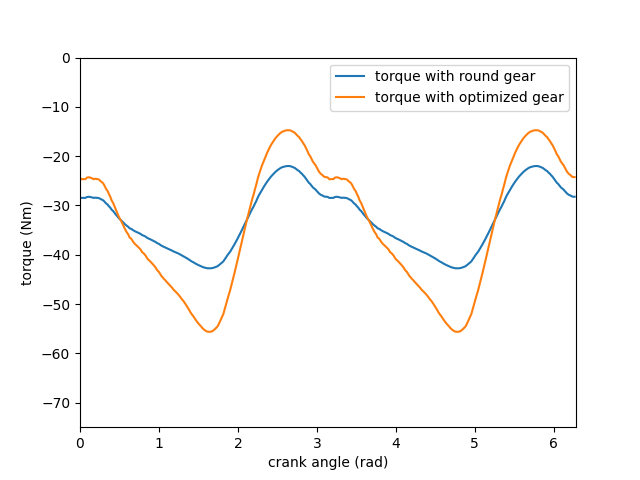 torque with round gear
torque with optimized gear
0
−10
−20
−30
−40
−50
−60
−70
torque (Nm)
0 1 2 3 4 5 6
crank angle (rad)